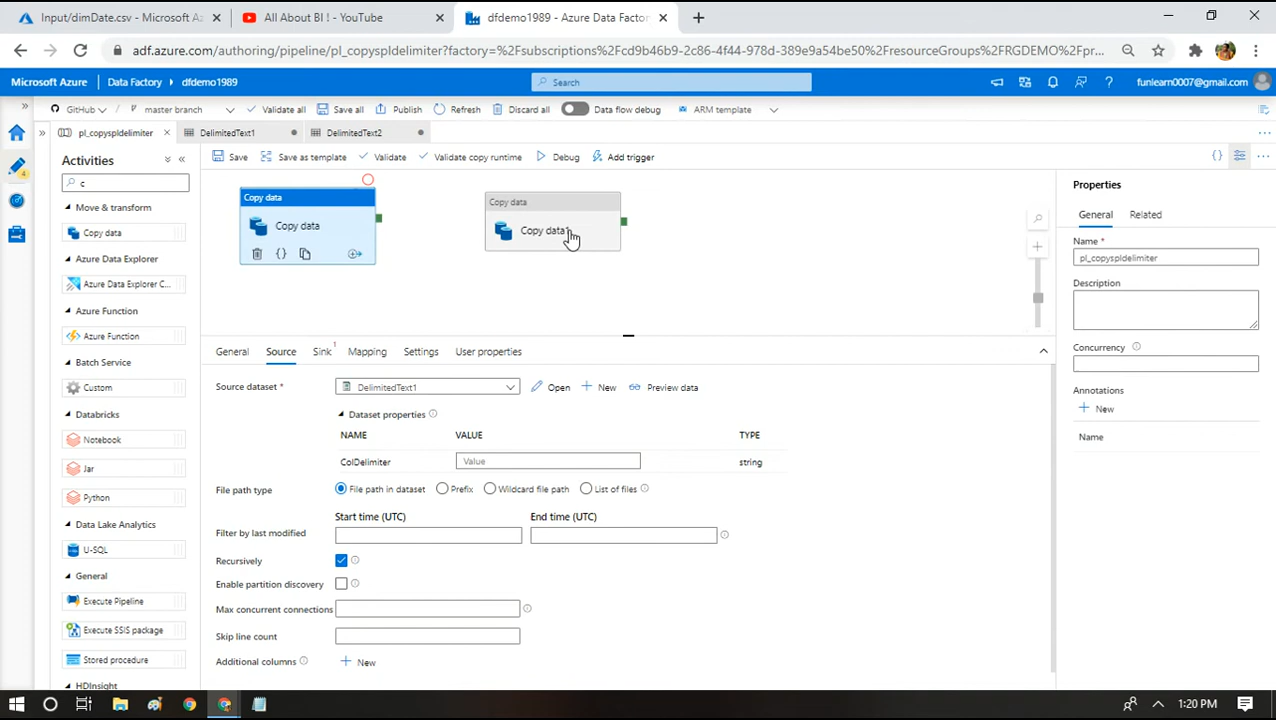 Input/dimDate.csv - Microsoft Az
All About BI ! - YouTube
dfdemo1989 - Azure Data Factor
adf.azure.com/authoring/pipeline/pl_copyspldelimiter?factory=%2Fsubscriptions%2Fcd9b46b9-2c86-4f44-978d-389e9a54be50%2FresourceGroups%2FRGDEMO%2Fpr...
Microsoft Azure
Data Factory
dfdemo1989
Search
funlearn0007@gmail.com
GitHub
master branch
Validate all
Save all
Publish
Refresh
Discard all
Data flow debug
ARM template
pl_copyspldelimiter
DelimitedText1
DelimitedText2
Activities
Save
Save as template
Validate
Validate copy runtime
Debug
Add trigger
c
Move & transform
Copy data
Azure Data Explorer
Azure Data Explorer C...
Azure Function
Azure Function
Batch Service
Custom
Databricks
Notebook
Jar
Python
Data Lake Analytics
U-SQL
General
Execute Pipeline
Execute SSIS package
Stored procedure
HDInsight
4
Copy data
Copy data
Copy data
Copy data1
General
Source
Sink 1
Mapping
Settings
User properties
Source dataset *
DelimitedText1
Open
New
Preview data
Dataset properties
NAME VALUE TYPE
ColDelimiter Value string
File path type
File path in dataset
Prefix
Wildcard file path
List of files
Start time (UTC) End time (UTC)
Filter by last modified
Recursively
Enable partition discovery
Max concurrent connections
Skip line count
Additional columns
New
Properties
General
Related
Name *
pl_copyspldelimiter
Description
Concurrency
Annotations
New
Name
1:20 PM